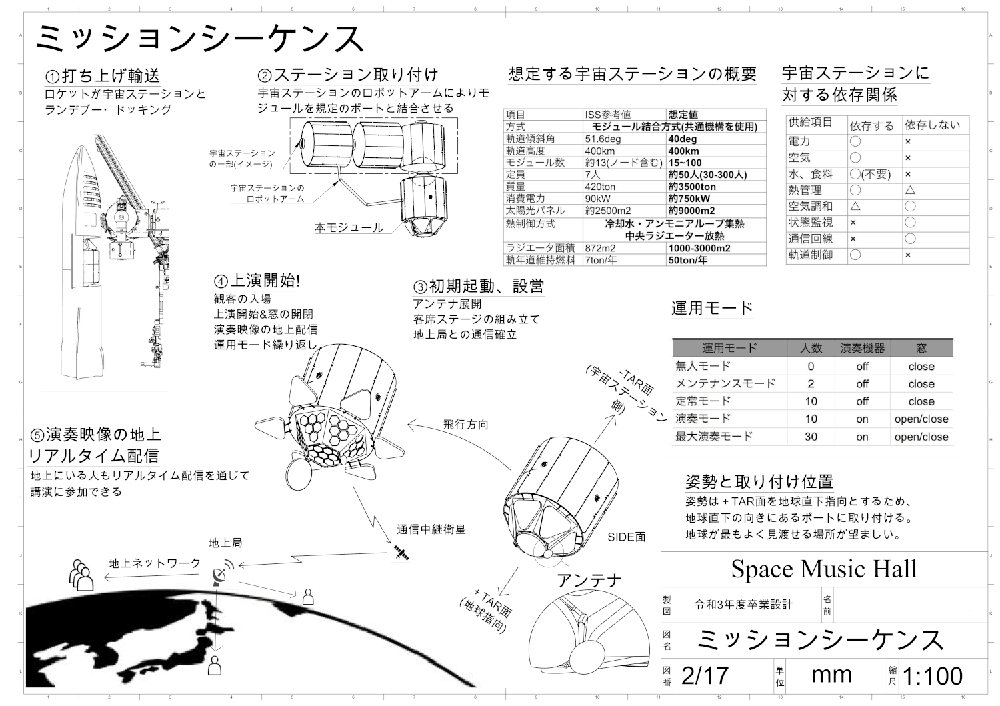 ミッションシーケンス
①打ち上げ輸送
ロケットが宇宙ステーションと
ランデブー・ドッキング
②ステーション取り付け
宇宙ステーションのロボットアームによりモ
ジュールを規定のポートと結合させる
宇宙ステーション
の一部(イメージ)
宇宙ステーションの
ロボットアーム
本モジュール
想定する宇宙ステーションの概要
項目 ISS参考値 想定値
方式 モジュール結合方式(共通機構を使用)
軌道傾斜角 51.6deg 40deg
軌道高度 400km 400km
モジュール数 約13(ノード含む) 15~100
定員 7人 約50人(30-300人)
質量 420ton 約3500ton
消費電力 90kW 約750kW
太陽光パネル 約2500m2 約9000m2
熱制御方式 冷却水・アンモニアループ集熱
中央ラジエーター放熱
ラジエータ面積 872m2 1000-3000m2
軌年道維持燃料 7ton/年 50ton/年
宇宙ステーションに
対する依存関係
供給項目 依存する 依存しない
電力 〇 ×
空気 〇 ×
水、食料 〇(不要) ×
熱管理 〇 △
空気調和 △ 〇
状態監視 × 〇
通信回線 × 〇
軌道制御 〇 ×
④上演開始!
観客の入場
上演開始&窓の開閉
演奏映像の地上配信
運用モード繰り返し
③初期起動、設営
アンテナ展開
客席ステージの組み立て
地上局との通信確立
運用モード
運用モード 人数 演奏機器 窓
無人モード 0 off close
メンテナンスモード 2 off close
定常モード 10 off close
演奏モード 10 on open/close
最大演奏モード 30 on open/close
-TAR面
(宇宙ステーション
側)
飛行方向
⑤演奏映像の地上
リアルタイム配信
地上にいる人もリアルタイム配信を通じて
講演に参加できる
姿勢と取り付け位置
姿勢は+TAR面を地球直下指向とするため、
地球直下の向きにあるポートに取り付ける。
地球が最もよく見渡せる場所が望ましい。
通信中継衛星
SIDE面
地上局
地上ネットワーク
+TAR面
(地球指向)
アンテナ
Space Music Hall
製図 令和3年度卒業設計 名前
図名 ミッションシーケンス
図番 2/17 単位 mm 縮尺 1:100